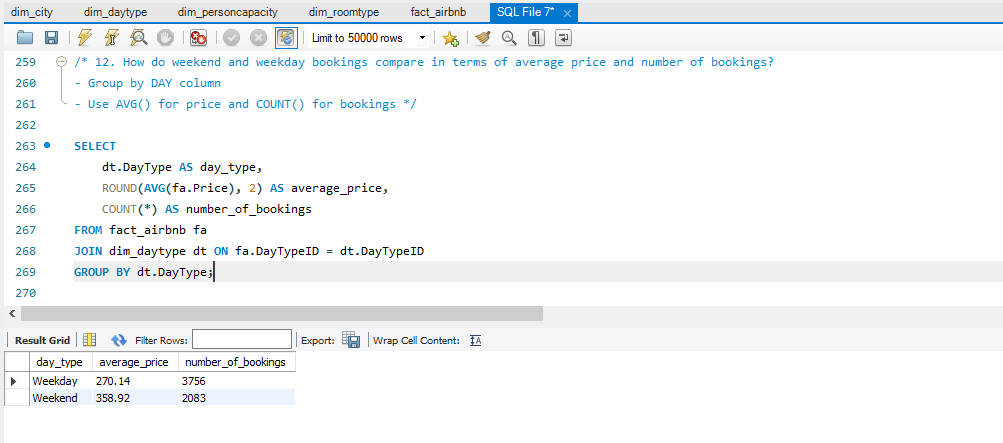 dim_city dim_daytype dim_personcapacity dim_roomtype fact_airbnb SQL File 7*
Limit to 50000 rows
259 /* 12. How do weekend and weekday bookings compare in terms of average price and number of bookings?
260 - Group by DAY column
261 - Use AVG() for price and COUNT() for bookings */
262
263 SELECT
264 dt.DayType AS day_type,
265 ROUND(AVG(fa.Price), 2) AS average_price,
266 COUNT(*) AS number_of_bookings
267 FROM fact_airbnb fa
268 JOIN dim_daytype dt ON fa.DayTypeID = dt.DayTypeID
269 GROUP BY dt.DayType;
270
Result Grid Filter Rows: Export: Wrap Cell Content:
day_type average_price number_of_bookings
Weekday 270.14 3756
Weekend 358.92 2083